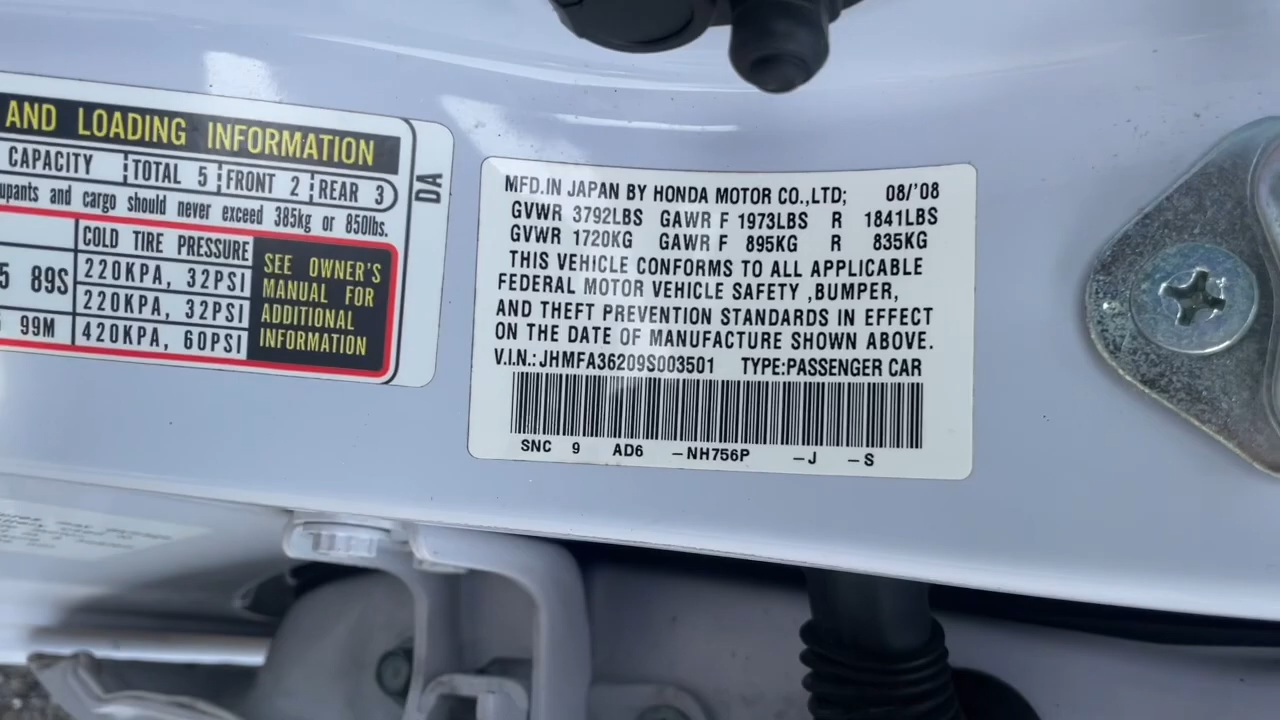 AND LOADING INFORMATION
CAPACITY TOTAL 5 FRONT 2 REAR 3
upants and cargo should never exceed 385kg or 850lbs.
COLD TIRE PRESSURE
5 89S 220KPA, 32PSI
220KPA, 32PSI
99M 420KPA, 60PSI
SEE OWNER'S
MANUAL FOR
ADDITIONAL
INFORMATION
DA
MFD.IN JAPAN BY HONDA MOTOR CO.,LTD; 08/'08
GVWR 3792LBS GAWR F 1973LBS R 1841LBS
GVWR 1720KG GAWR F 895KG R 835KG
THIS VEHICLE CONFORMS TO ALL APPLICABLE
FEDERAL MOTOR VEHICLE SAFETY ,BUMPER,
AND THEFT PREVENTION STANDARDS IN EFFECT
ON THE DATE OF MANUFACTURE SHOWN ABOVE.
V.I.N.: JHMFA36209S003501 TYPE:PASSENGER CAR
SNC 9 AD6 -NH756P -J -S